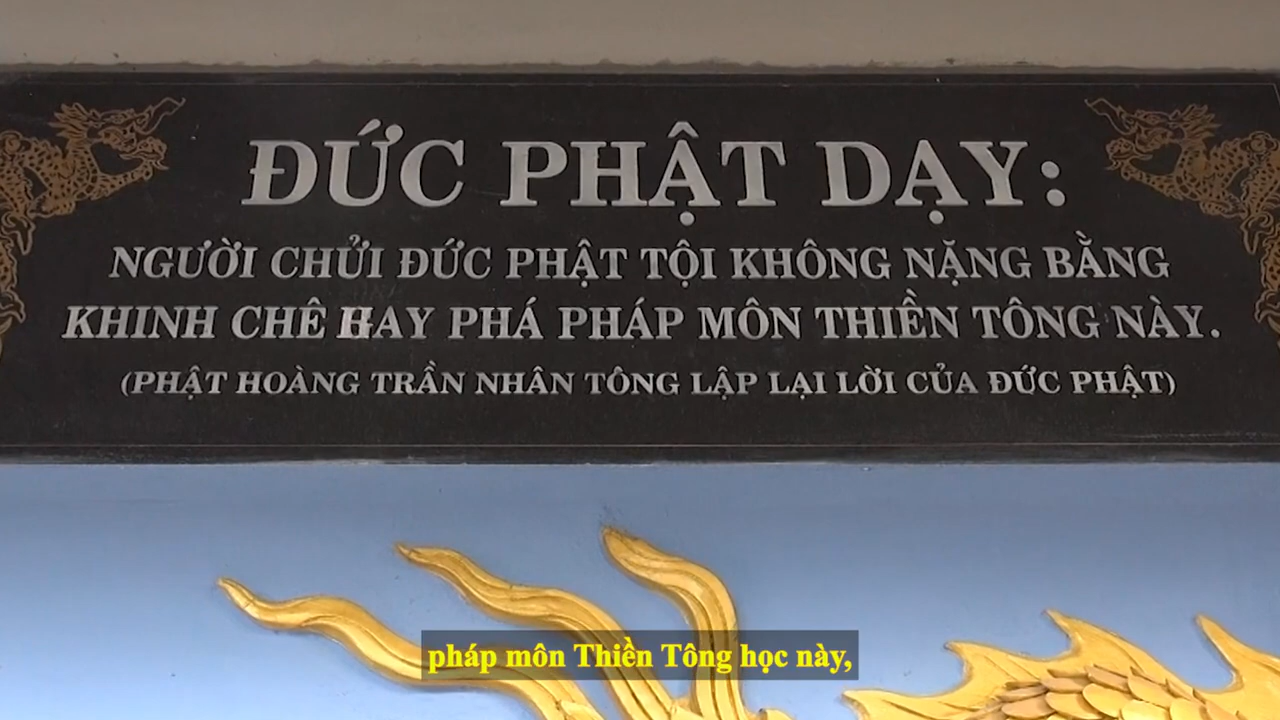 ĐỨC PHẬT DẠY:
NGƯỜI CHỬI ĐỨC PHẬT TỘI KHÔNG NẶNG BẰNG
KHINH CHÊ HAY PHÁ PHÁP MÔN THIỀN TÔNG NÀY.
(PHẬT HOÀNG TRẦN NHÂN TÔNG LẬP LẠI LỜI CỦA ĐỨC PHẬT)
pháp môn Thiền Tông học này,